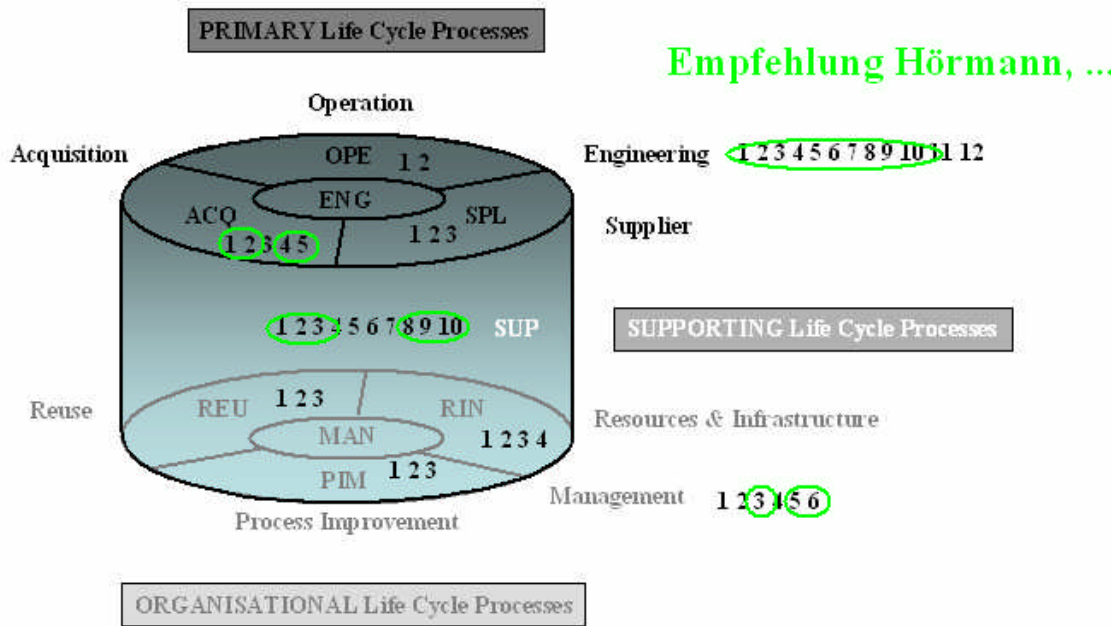 PRIMARY Life Cycle Processes
Empfehlung Hörmann, ...
Operation
Acquisition
OPE 1 2
Engineering 1 2 3 4 5 6 7 8 9 10 11 12
ENG
ACQ
1 2 3 4 5
SPL
1 2 3
Supplier
1 2 3 4 5 6 7 8 9 10 SUP
SUPPORTING Life Cycle Processes
Reuse
REU 1 2 3
RIN
1 2 3 4
Resources & Infrastructure
MAN
PIM 1 2 3
Management 1 2 3 4 5 6
Process Improvement
ORGANISATIONAL Life Cycle Processes